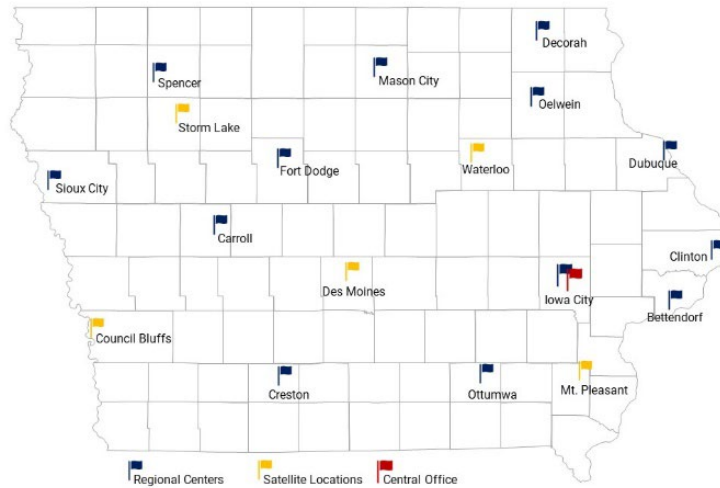 Decorah
Spencer
Mason City
Oelwein
Storm Lake
Waterloo
Dubuque
Fort Dodge
Sioux City
Carroll
Clinton
Des Moines
Iowa City
Bettendorf
Council Bluffs
Creston
Ottumwa
Mt. Pleasant
Regional Centers
Satellite Locations
Central Office